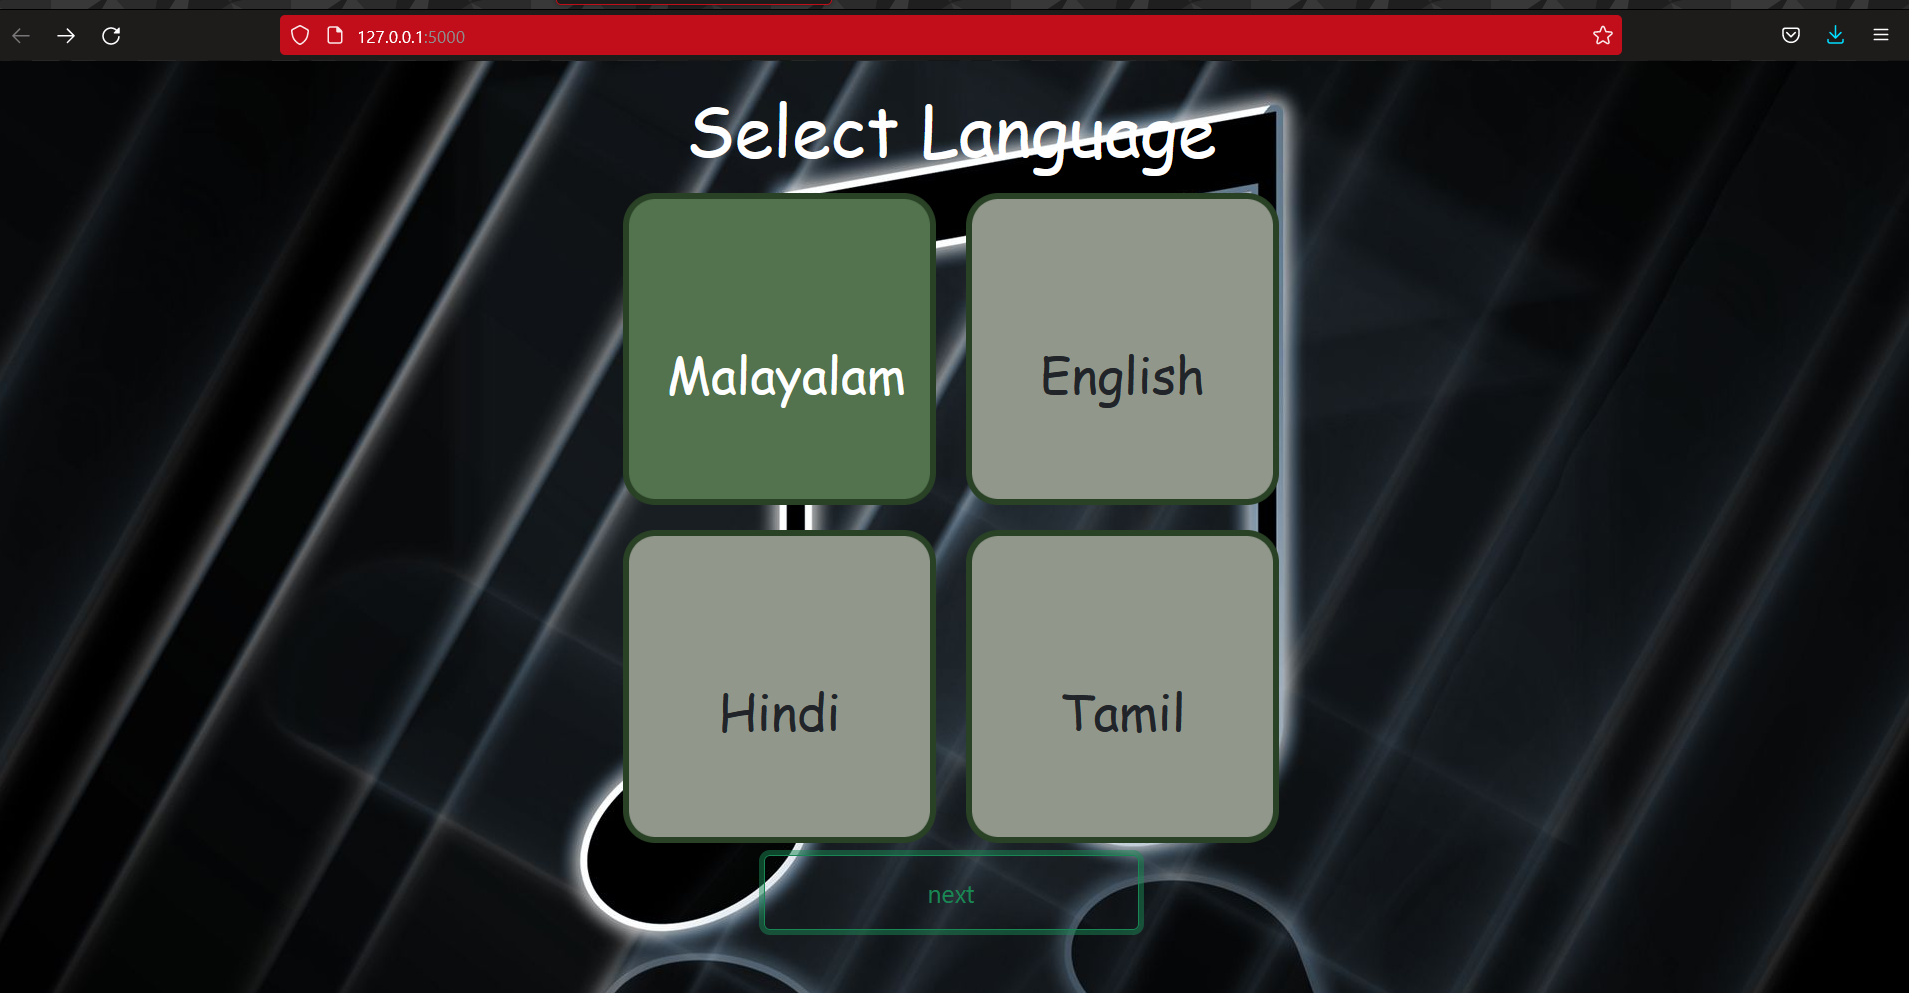 127.0.0.1:5000
Select Language
Malayalam
English
Hindi
Tamil
next